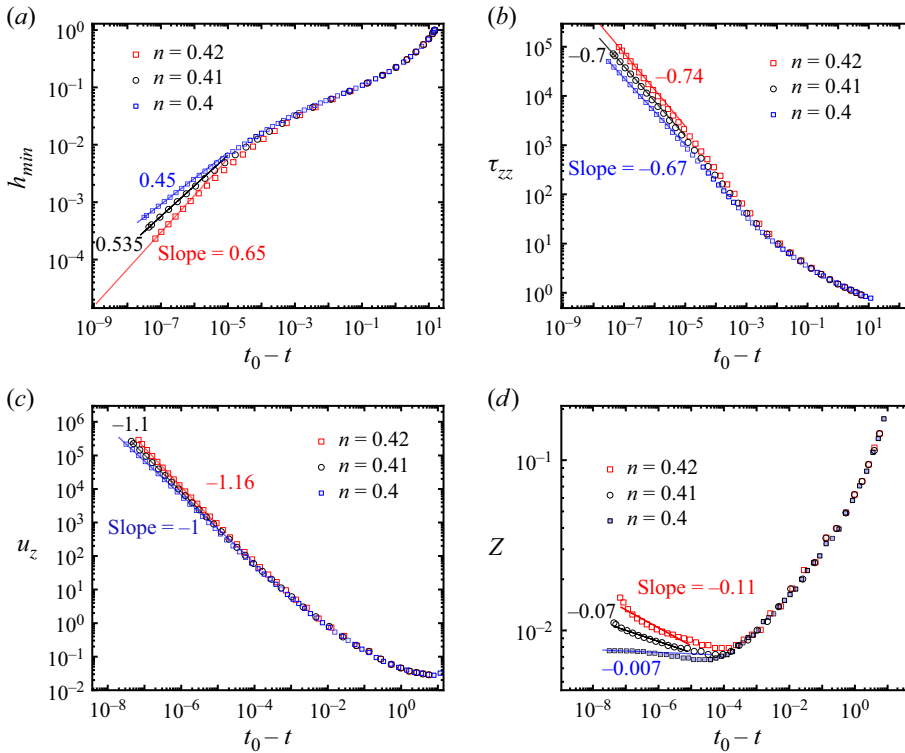 (a)
10^0
10^-1
10^-2
10^-3
10^-4
h_min
n = 0.42
n = 0.41
n = 0.4
0.45
0.535
Slope = 0.65
10^-9 10^-7 10^-5 10^-3 10^-1 10^1
t_0 – t
(b)
10^5
10^4
10^3
10^2
10^1
10^0
τ_zz
–0.7
–0.74
n = 0.42
n = 0.41
n = 0.4
Slope = –0.67
10^-9 10^-7 10^-5 10^-3 10^-1 10^1
t_0 – t
(c)
10^6
10^5
10^4
10^3
10^2
10^1
10^0
10^-1
10^-2
u_z
–1.1
–1.16
n = 0.42
n = 0.41
n = 0.4
Slope = –1
10^-8 10^-6 10^-4 10^-2 10^0
t_0 – t
(d)
10^-1
10^-2
Z
n = 0.42
n = 0.41
n = 0.4
Slope = –0.11
–0.07
–0.007
10^-8 10^-6 10^-4 10^-2 10^0
t_0 – t